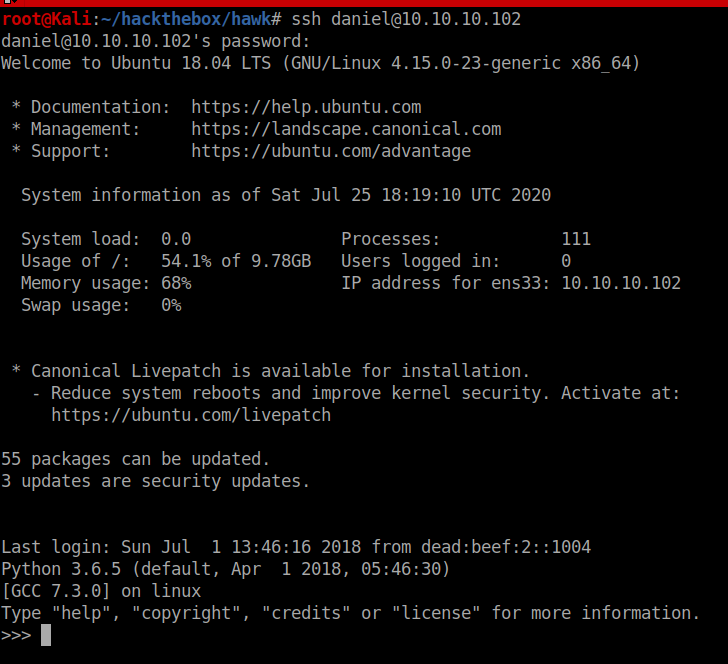 root@Kali:~/hackthebox/hawk# ssh daniel@10.10.10.102
daniel@10.10.10.102's password:
Welcome to Ubuntu 18.04 LTS (GNU/Linux 4.15.0-23-generic x86_64)
 * Documentation:  https://help.ubuntu.com
 * Management:     https://landscape.canonical.com
 * Support:        https://ubuntu.com/advantage
  System information as of Sat Jul 25 18:19:10 UTC 2020
  System load:  0.0               Processes:            111
  Usage of /:   54.1% of 9.78GB   Users logged in:      0
  Memory usage: 68%               IP address for ens33: 10.10.10.102
  Swap usage:   0%
 * Canonical Livepatch is available for installation.
   - Reduce system reboots and improve kernel security. Activate at:
     https://ubuntu.com/livepatch
55 packages can be updated.
3 updates are security updates.
Last login: Sun Jul  1 13:46:16 2018 from dead:beef:2::1004
Python 3.6.5 (default, Apr  1 2018, 05:46:30)
[GCC 7.3.0] on linux
Type "help", "copyright", "credits" or "license" for more information.
>>>